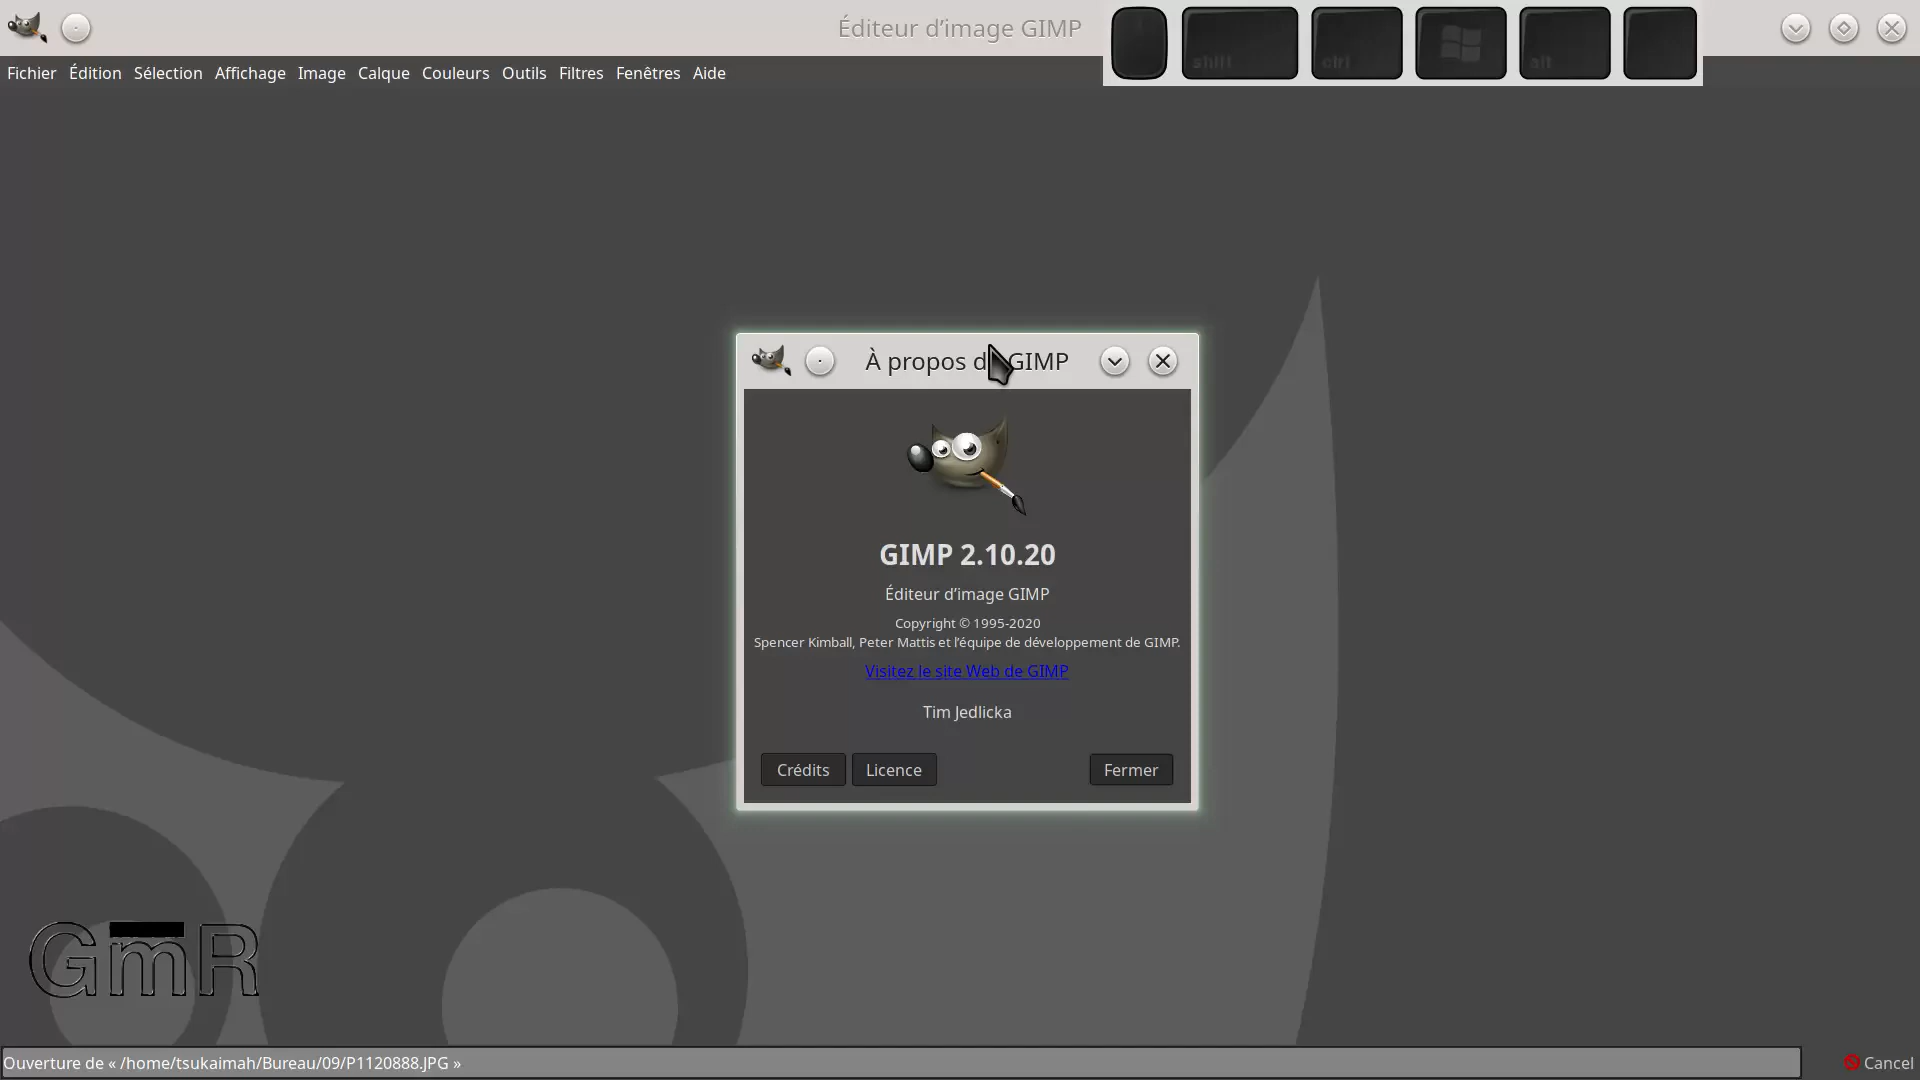 Éditeur d’image GIMP
shift
ctrl
alt
Fichier Édition Sélection Affichage Image Calque Couleurs Outils Filtres Fenêtres Aide
À propos d GIMP
GIMP 2.10.20
Éditeur d’image GIMP
Copyright © 1995-2020
Spencer Kimball, Peter Mattis et l’équipe de développement de GIMP.
Visitez le site Web de GIMP
Tim Jedlicka
Crédits Licence Fermer
GmR
Ouverture de « /home/tsukaimah/Bureau/09/P1120888.JPG »
Cancel